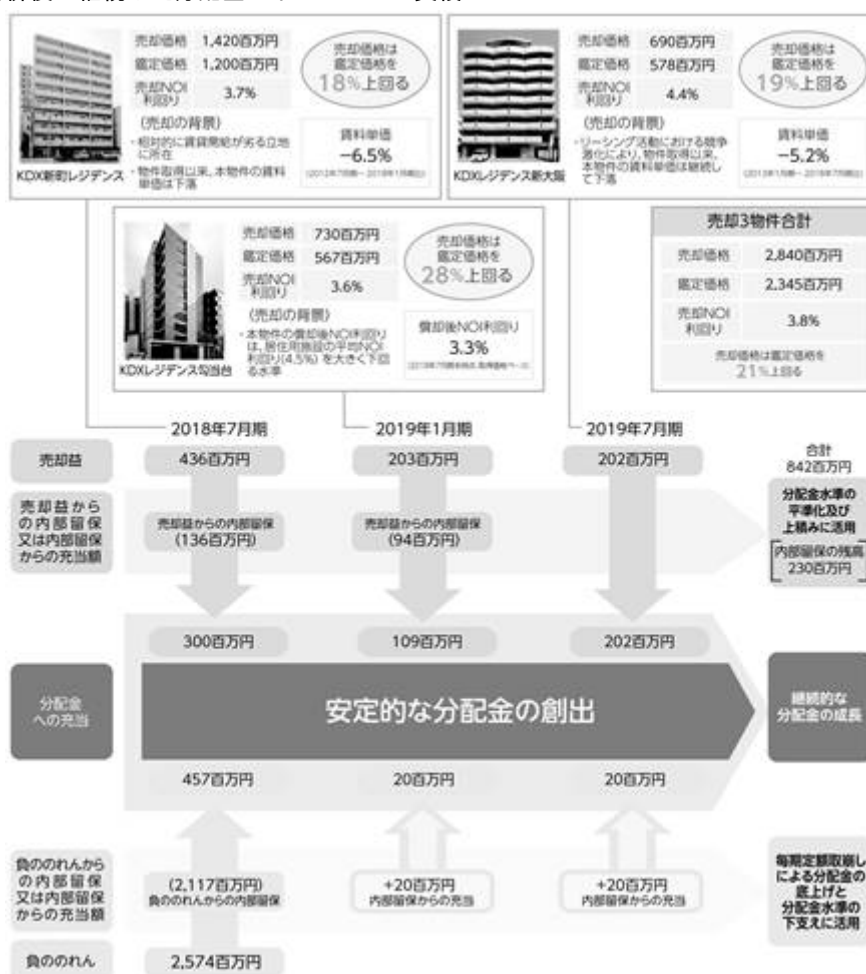 売却価格 1,420百万円
鑑定価格 1,200百万円
売却NOI
利回り 3.7%
売却価格は
鑑定価格を
18%上回る
(売却の背景)
・相対的に賃貸需給が劣る立地
に所在
・物件取得以来、本物件の賃料
単価は下落
賃料単価
−6.5%
KDX新町レジデンス
売却価格 690百万円
鑑定価格 578百万円
売却NOI
利回り 4.4%
売却価格は
鑑定価格を
19%上回る
(売却の背景)
・リーシング活動における競争
激化により、物件取得以来、
本物件の賃料単価は継続し
て下落
賃料単価
−5.2%
KDXレジデンス新大阪
売却価格 730百万円
鑑定価格 567百万円
売却NOI
利回り 3.6%
売却価格は
鑑定価格を
28%上回る
(売却の背景)
・本物件の償却後NOI利回り
は、居住用施設の平均NOI
利回り(4.5%)を大きく下回
る水準
償却後NOI利回り
3.3%
KDXレジデンス勾当台
売却3物件合計
売却価格 2,840百万円
鑑定価格 2,345百万円
売却NOI
利回り 3.8%
売却価格は鑑定価格を
21%上回る
2018年7月期 2019年1月期 2019年7月期
売却益 436百万円 203百万円 202百万円
合計
842百万円
売却益から
の内部留保
又は内部留保
からの充当額
売却益からの内部留保
(136百万円)
売却益からの内部留保
(94百万円)
分配金水準の
平準化及び
上積みに活用
内部留保の残高
230百万円
300百万円 109百万円 202百万円
分配金
への充当
安定的な分配金の創出
継続的な
分配金の成長
457百万円 20百万円 20百万円
負ののれんから
の内部留保
又は内部留保
からの充当額
(2,117百万円)
負ののれんからの内部留保
+20百万円
内部留保からの充当
+20百万円
内部留保からの充当
毎期定額取崩し
による分配金の
底上げと
分配金水準の
下支えに活用
負ののれん 2,574百万円